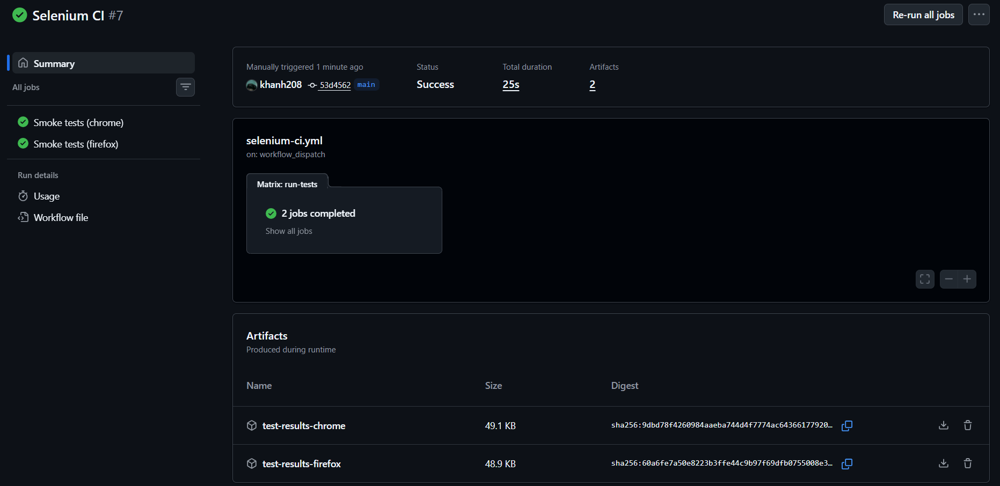 Selenium CI #7
Re-run all jobs
Summary
All jobs
Smoke tests (chrome)
Smoke tests (firefox)
Run details
Usage
Workflow file
Manually triggered 1 minute ago
khanh208 53d4562 main
Status
Success
Total duration
25s
Artifacts
2
selenium-ci.yml
on: workflow_dispatch
Matrix: run-tests
2 jobs completed
Show all jobs
Artifacts
Produced during runtime
Name Size Digest
test-results-chrome 49.1 KB sha256:9dbd78f4260984aaeba744d4f7774ac64366177920…
test-results-firefox 48.9 KB sha256:60a6fe7a50e8223b3ffe44c9b97f69dfb0755008e3…